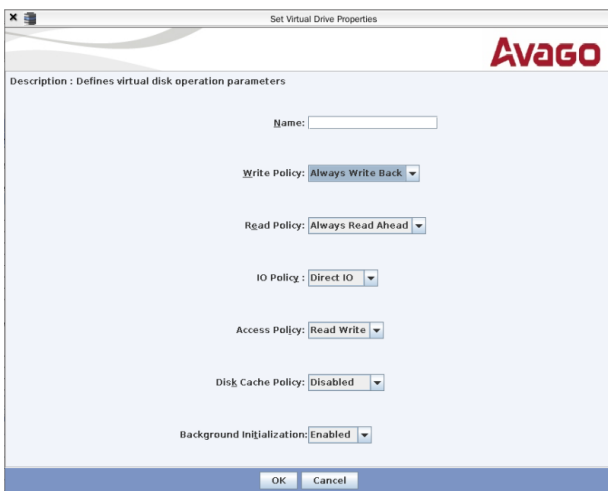 Set Virtual Drive Properties
Avago
Description : Defines virtual disk operation parameters
Name:
Write Policy: Always Write Back
Read Policy: Always Read Ahead
IO Policy : Direct IO
Access Policy: Read Write
Disk Cache Policy: Disabled
Background Initialization: Enabled
OK Cancel